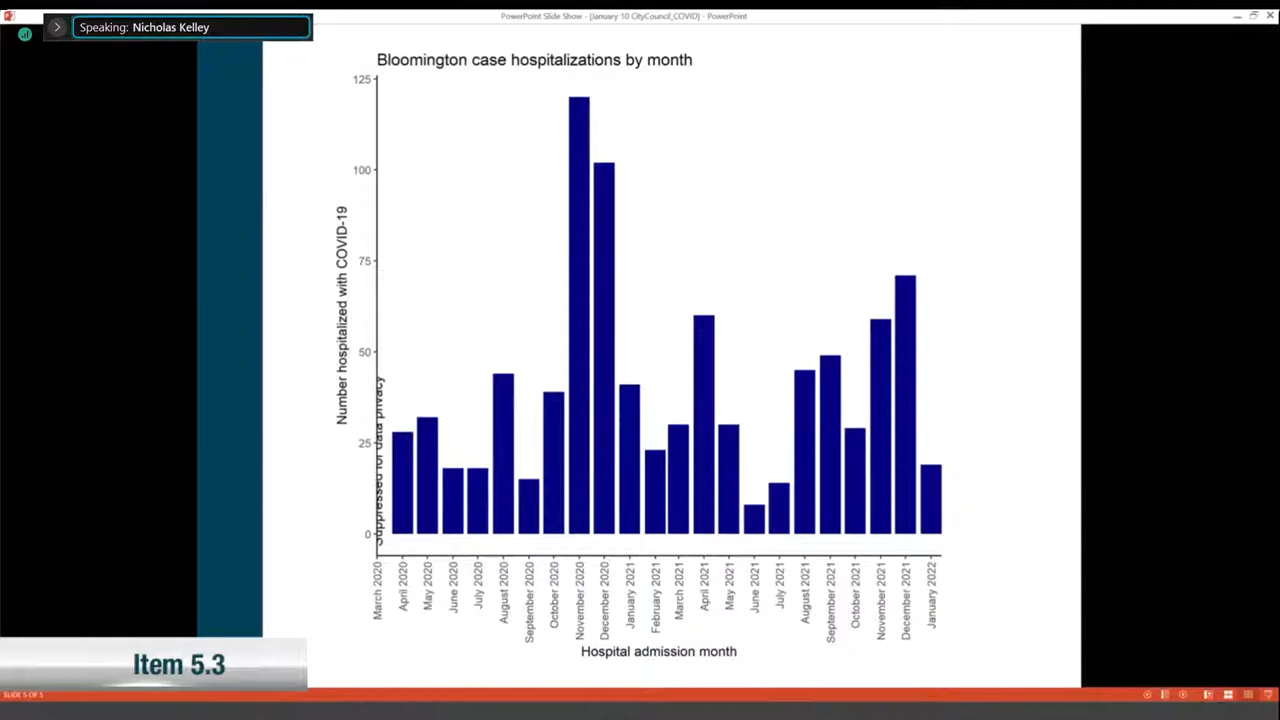 PowerPoint Slide Show - [January 10 CityCouncil_COVID] - PowerPoint
Speaking: Nicholas Kelley
Bloomington case hospitalizations by month
Number hospitalized with COVID-19
125
100
75
50
25
0
Suppressed for data privacy
March 2020
April 2020
May 2020
June 2020
July 2020
August 2020
September 2020
October 2020
November 2020
December 2020
January 2021
February 2021
March 2021
April 2021
May 2021
June 2021
July 2021
August 2021
September 2021
October 2021
November 2021
December 2021
January 2022
Hospital admission month
Item 5.3
SLIDE 5 OF 5